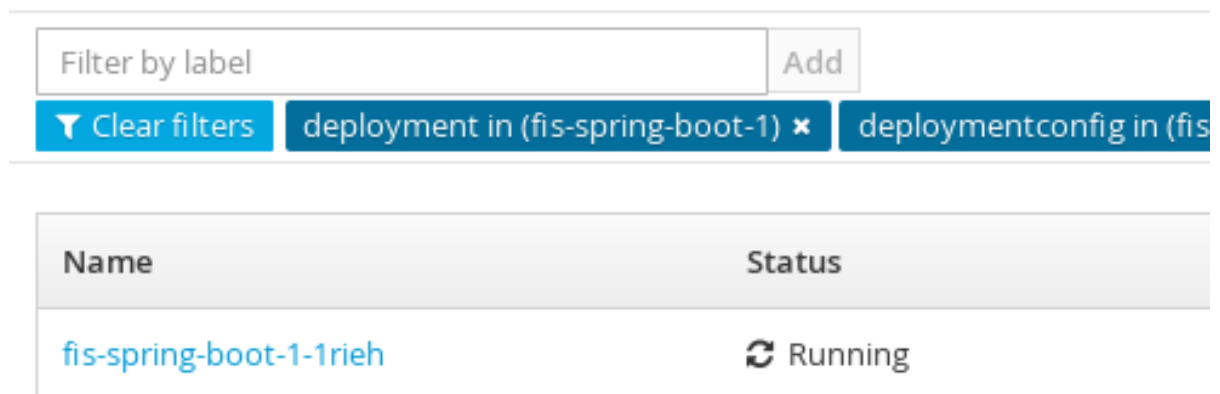 Filter by label Add
Clear filters deployment in (fis-spring-boot-1) × deploymentconfig in (fis
Name Status
fis-spring-boot-1-1rieh Running